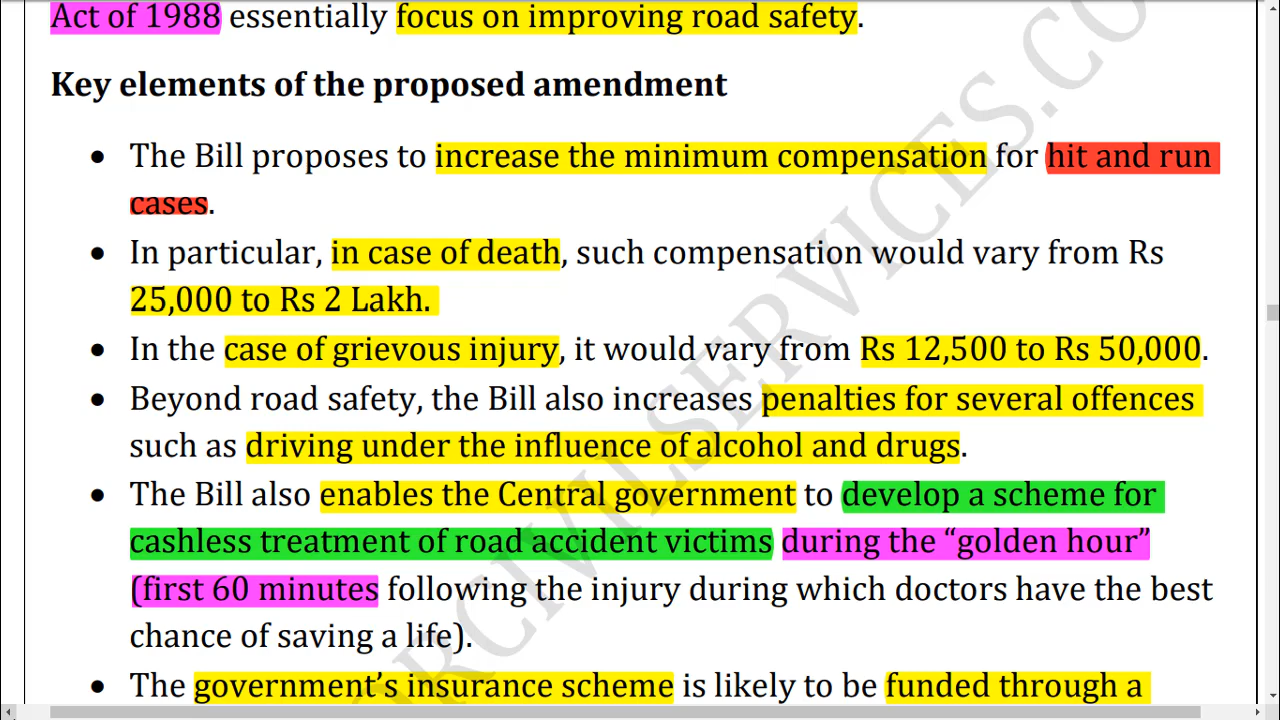 Act of 1988 essentially focus on improving road safety.
Key elements of the proposed amendment
• The Bill proposes to increase the minimum compensation for hit and run
cases.
• In particular, in case of death, such compensation would vary from Rs
25,000 to Rs 2 Lakh.
• In the case of grievous injury, it would vary from Rs 12,500 to Rs 50,000.
• Beyond road safety, the Bill also increases penalties for several offences
such as driving under the influence of alcohol and drugs.
• The Bill also enables the Central government to develop a scheme for
cashless treatment of road accident victims during the “golden hour”
(first 60 minutes following the injury during which doctors have the best
chance of saving a life).
• The government’s insurance scheme is likely to be funded through a
RCIVILSERVICES.CO